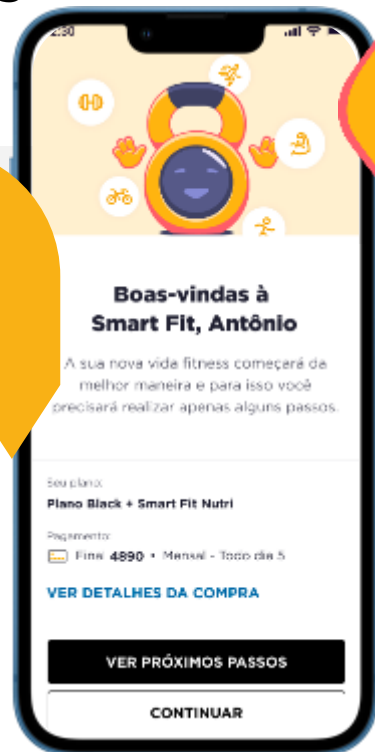 2:30
Boas-vindas à
Smart Fit, Antônio
A sua nova vida fitness começará da
melhor maneira e para isso você
precisará realizar apenas alguns passos.
Seu plano:
Plano Black + Smart Fit Nutri
Pagamento:
Final 4890 • Mensal - Todo dia 5
VER DETALHES DA COMPRA
VER PRÓXIMOS PASSOS
CONTINUAR